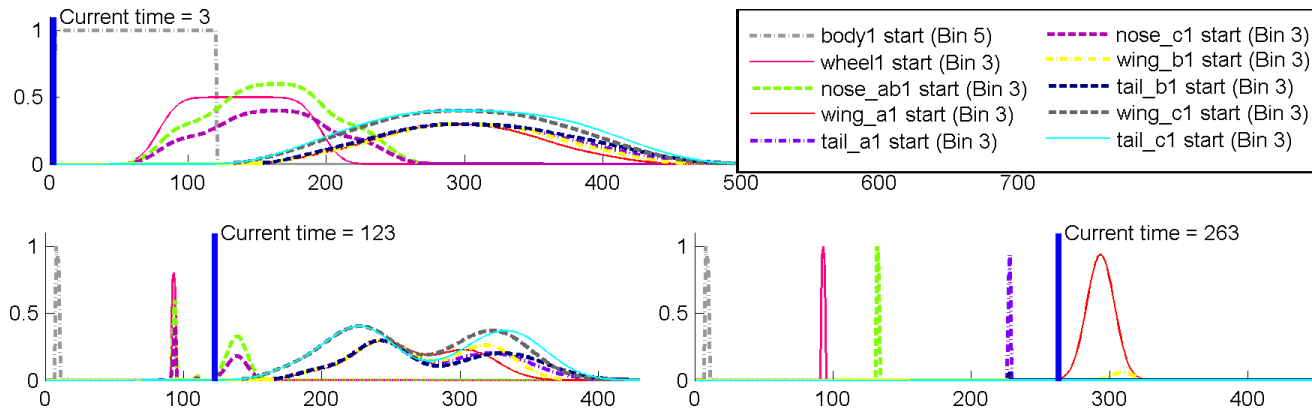 Current time = 3
1
0.5
0
100 200 300 400 500 600 700
body1 start (Bin 5)
wheel1 start (Bin 3)
nose_ab1 start (Bin 3)
wing_a1 start (Bin 3)
tail_a1 start (Bin 3)
nose_c1 start (Bin 3)
wing_b1 start (Bin 3)
tail_b1 start (Bin 3)
wing_c1 start (Bin 3)
tail_c1 start (Bin 3)
Current time = 123
1
0.5
0
0 100 200 300 400
Current time = 263
1
0.5
0
0 100 200 300 400